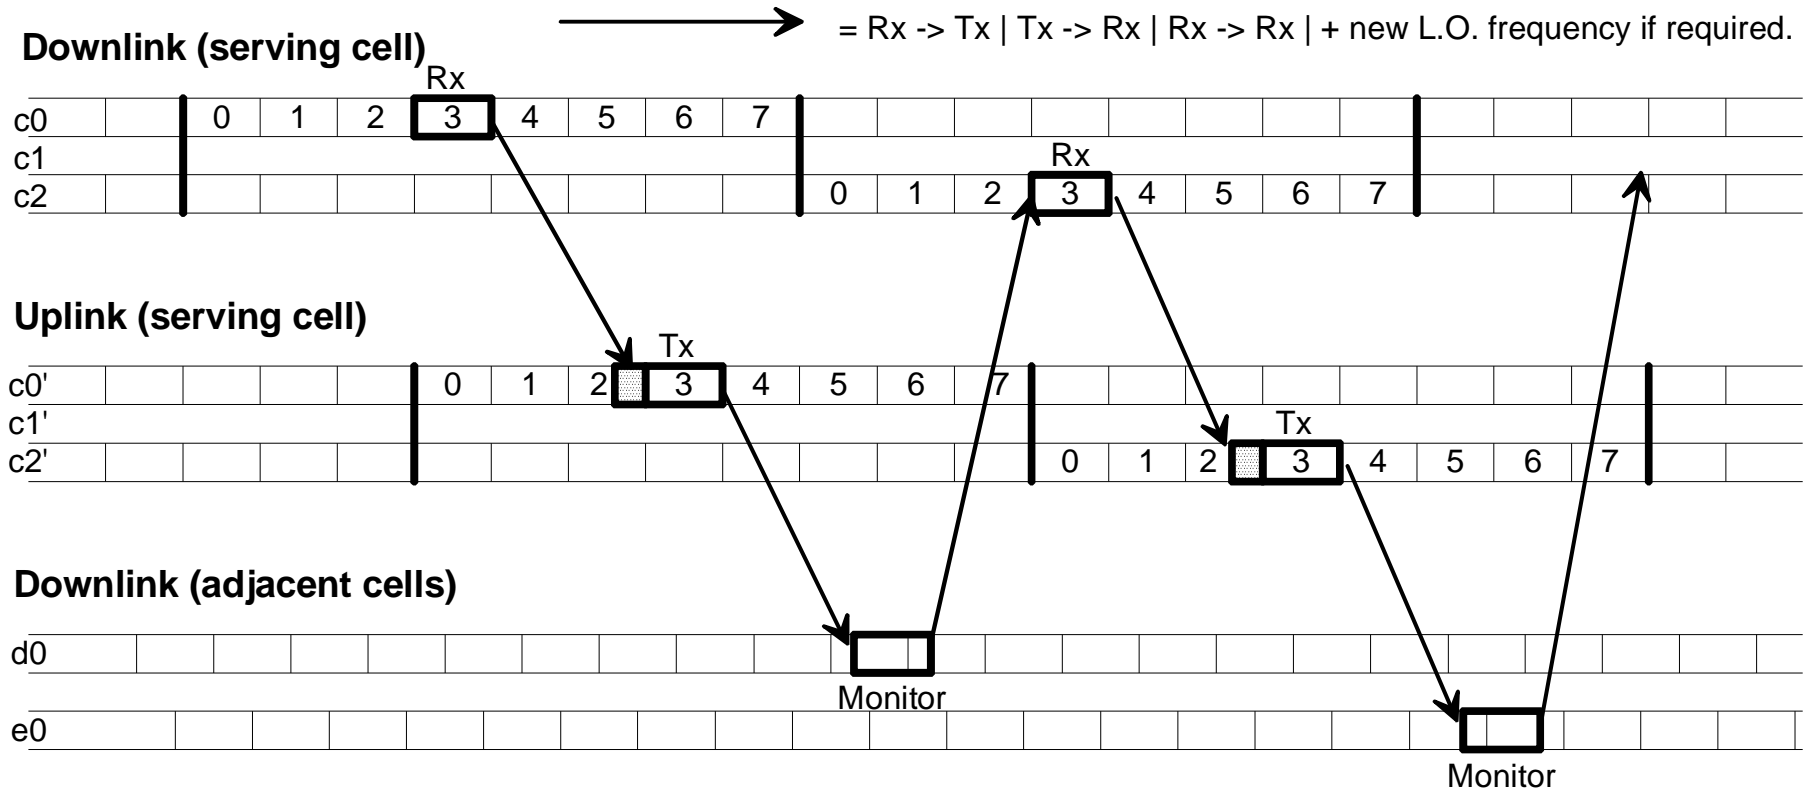 = Rx -> Tx | Tx -> Rx | Rx -> Rx | + new L.O. frequency if required.
Downlink (serving cell)
Rx
c0 0 1 2 3 4 5 6 7
c1 Rx
c2 0 1 2 3 4 5 6 7
Uplink (serving cell)
Tx
c0' 0 1 2 3 4 5 6 7
c1' Tx
c2' 0 1 2 3 4 5 6 7
Downlink (adjacent cells)
d0
Monitor
e0
Monitor